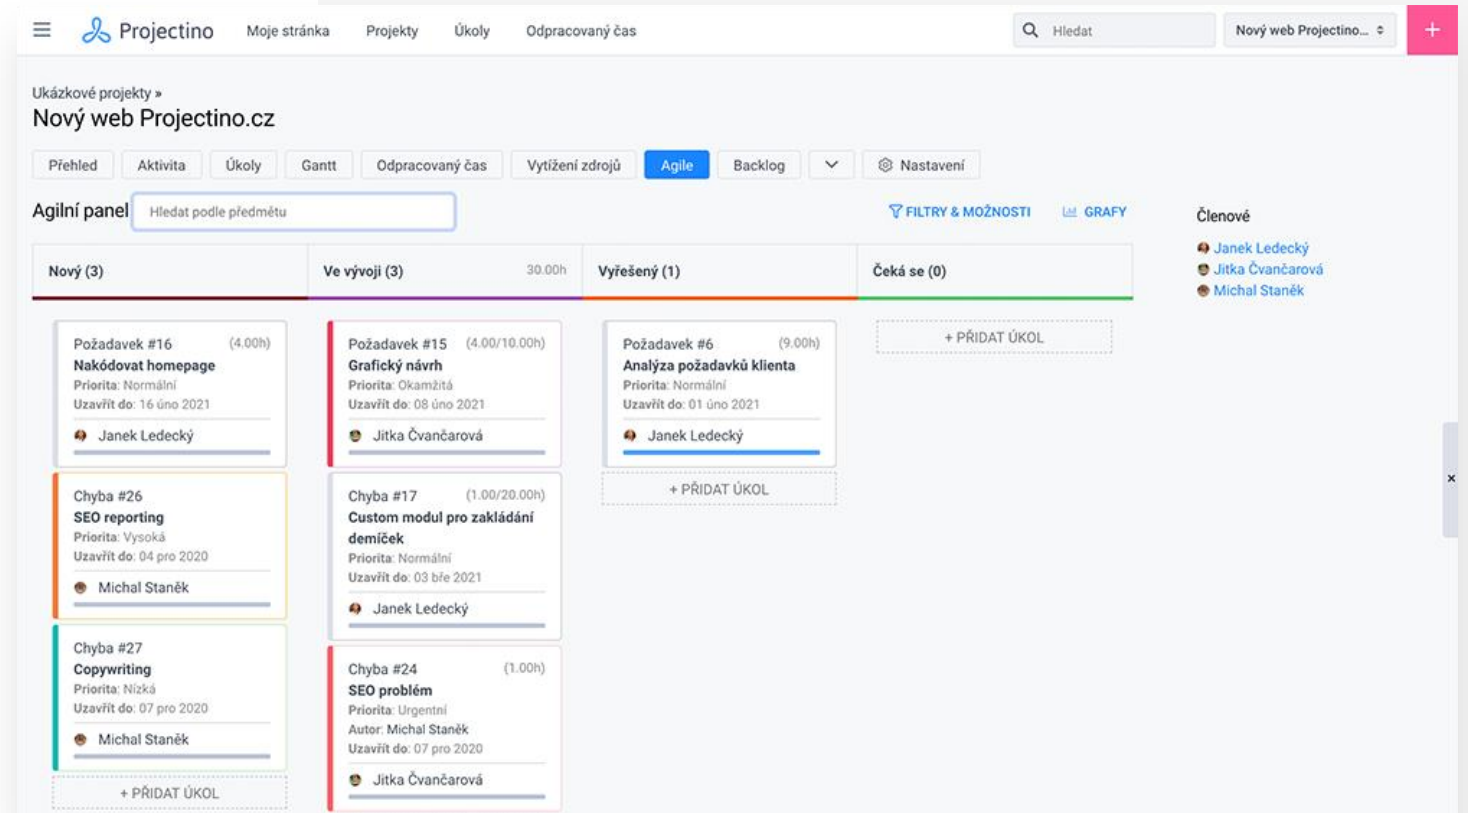 Projectino
Moje stránka
Projekty
Úkoly
Odpracovaný čas
Hledat
Nový web Projectino...
Ukázkové projekty »
Nový web Projectino.cz
Přehled
Aktivita
Úkoly
Gantt
Odpracovaný čas
Vytížení zdrojů
Agile
Backlog
Nastavení
Agilní panel
Hledat podle předmětu
FILTRY & MOŽNOSTI
GRAFY
Členové
Janek Ledecký
Jitka Čvančarová
Michal Staněk
Nový (3)
Požadavek #16 (4.00h)
Nakódovat homepage
Priorita: Normální
Uzavřít do: 16 úno 2021
Janek Ledecký
Chyba #26
SEO reporting
Priorita: Vysoká
Uzavřít do: 04 pro 2020
Michal Staněk
Chyba #27
Copywriting
Priorita: Nízká
Uzavřít do: 07 pro 2020
Michal Staněk
+ PŘIDAT ÚKOL
Ve vývoji (3) 30.00h
Požadavek #15 (4.00/10.00h)
Grafický návrh
Priorita: Okamžitá
Uzavřít do: 08 úno 2021
Jitka Čvančarová
Chyba #17 (1.00/20.00h)
Custom modul pro zakládání
demíček
Priorita: Normální
Uzavřít do: 03 bře 2021
Janek Ledecký
Chyba #24 (1.00h)
SEO problém
Priorita: Urgentní
Autor: Michal Staněk
Uzavřít do: 07 pro 2020
Jitka Čvančarová
Vyřešený (1)
Požadavek #6 (9.00h)
Analýza požadavků klienta
Priorita: Normální
Uzavřít do: 01 úno 2021
Janek Ledecký
+ PŘIDAT ÚKOL
Čeká se (0)
+ PŘIDAT ÚKOL